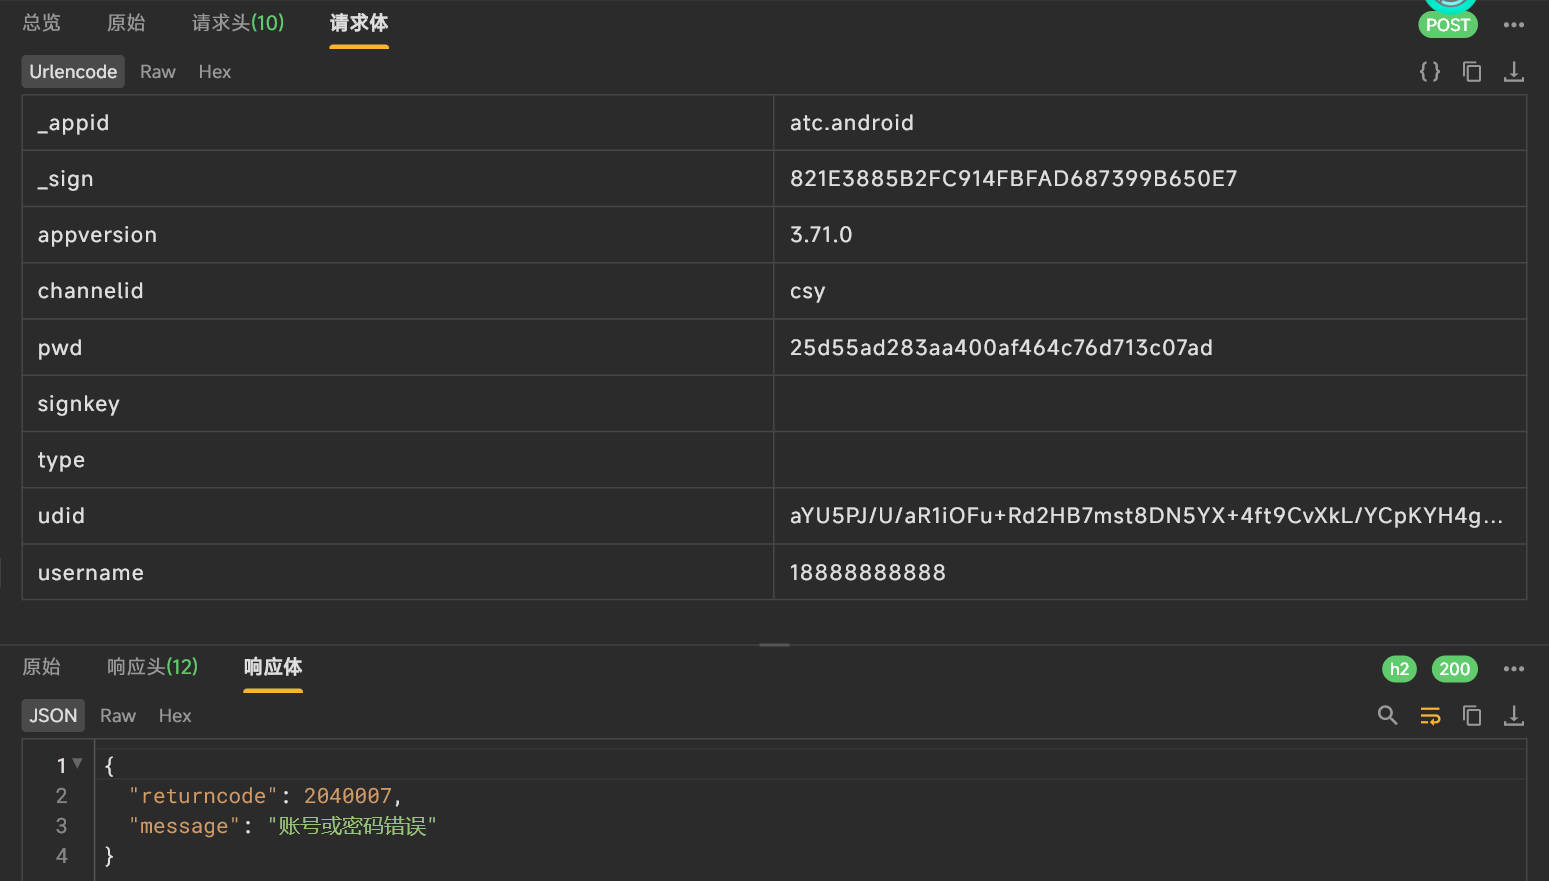 总览 原始 请求头(10) 请求体 POST
Urlencode Raw Hex
_appid atc.android
_sign 821E3885B2FC914FBFAD687399B650E7
appversion 3.71.0
channelid csy
pwd 25d55ad283aa400af464c76d713c07ad
signkey
type
udid aYU5PJ/U/aR1iOFu+Rd2HB7mst8DN5YX+4ft9CvXkL/YCpKYH4g...
username 18888888888
原始 响应头(12) 响应体 h2 200
JSON Raw Hex
1 {
2 "returncode": 2040007,
3 "message": "账号或密码错误"
4 }